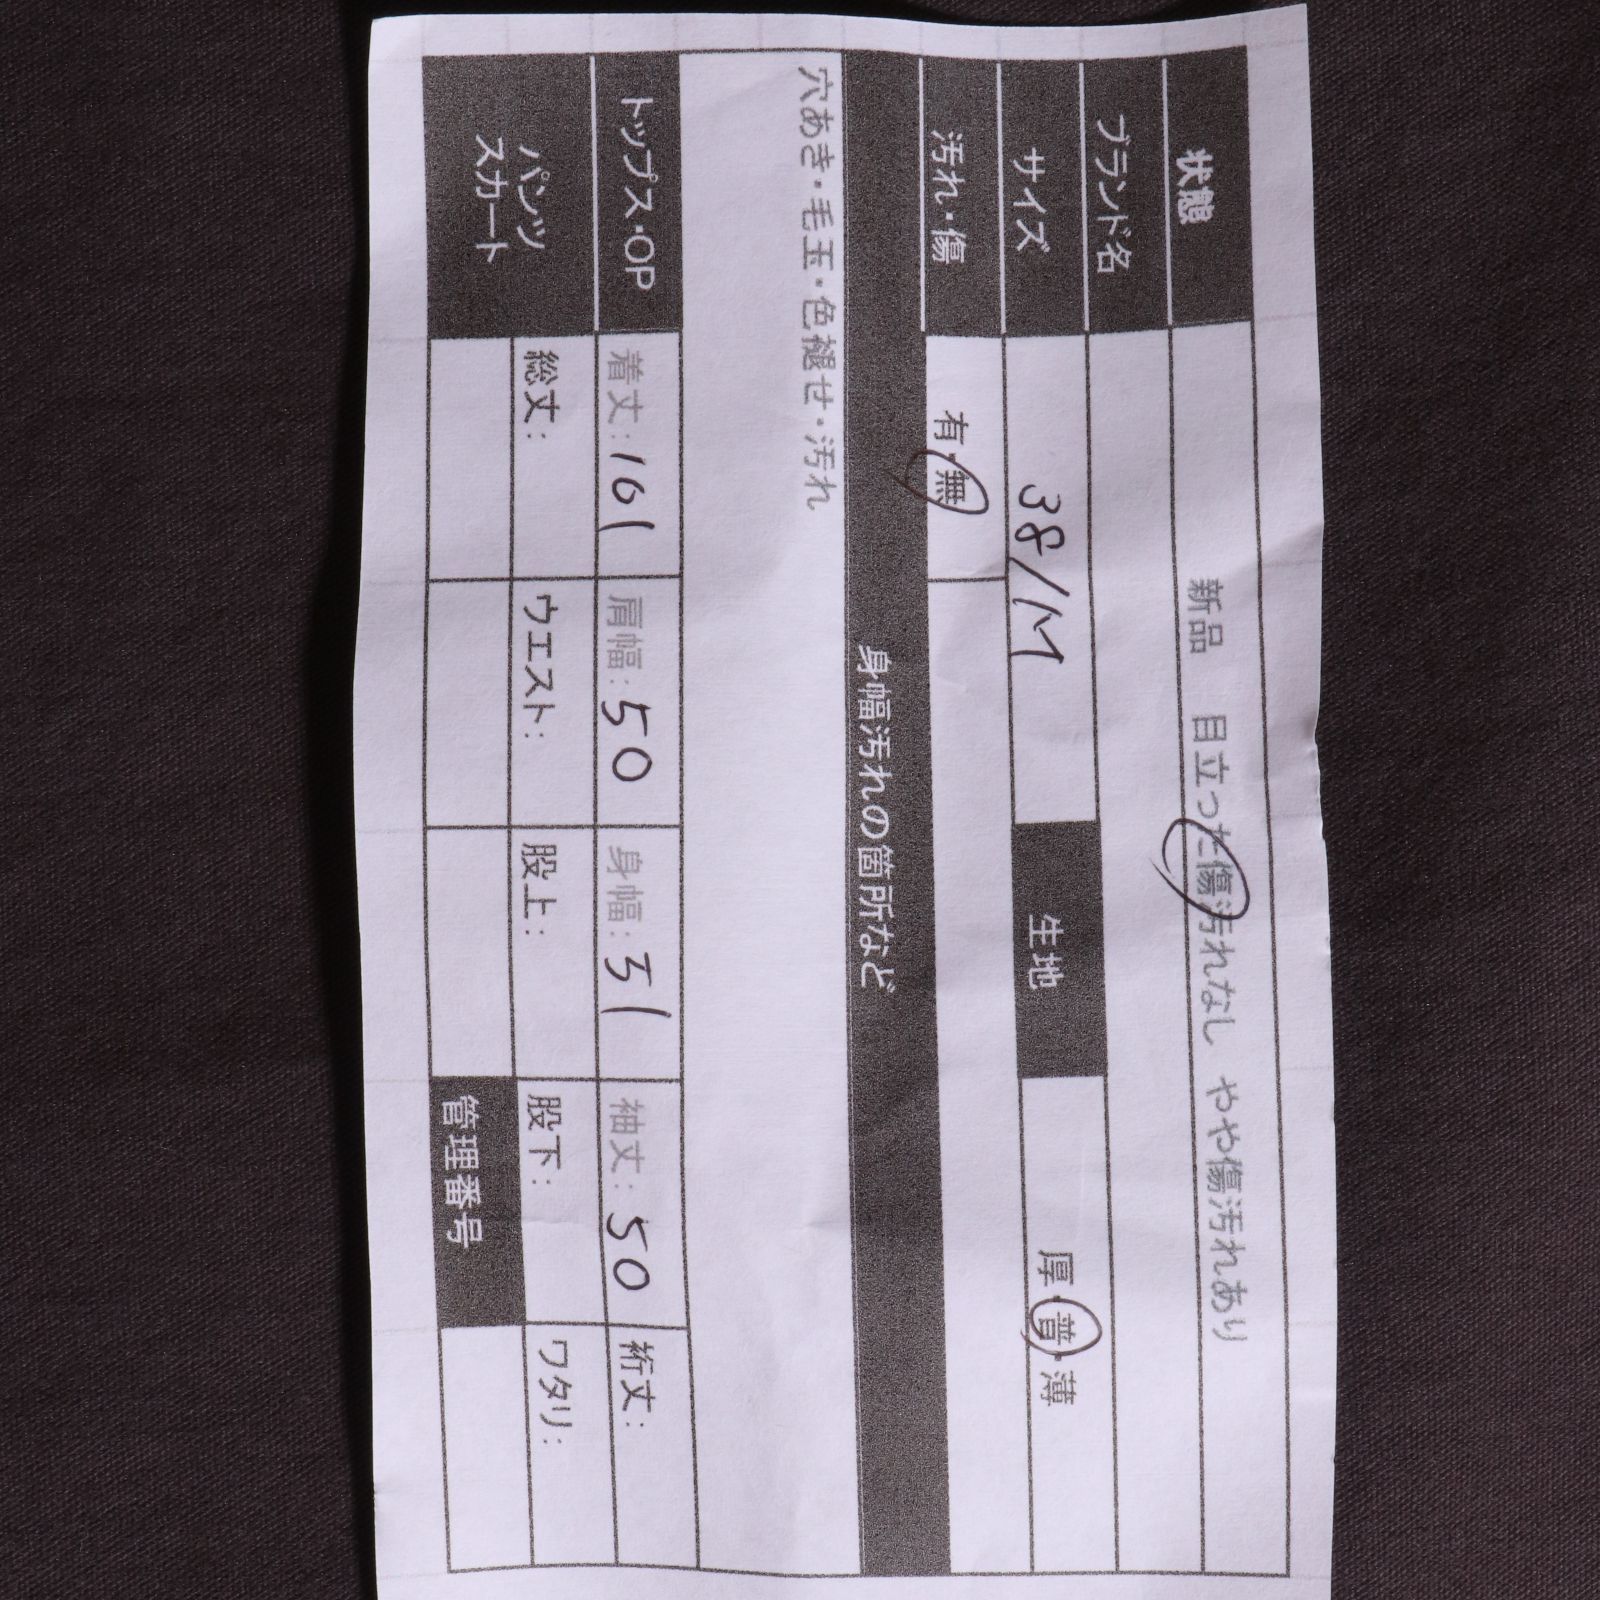 状態 新品 目立った傷汚れなし やや傷汚れあり
ブランド名
サイズ 38/M 生地 厚・普・薄
汚れ・傷 有・無
身幅汚れの箇所など
穴あき・毛玉・色褪せ・汚れ
トップス・OP 着丈:101 肩幅:50 身幅:51 袖丈:50 裄丈:
パンツ スカート 総丈: ウエスト: 股上: 股下: ワタリ:
管理番号